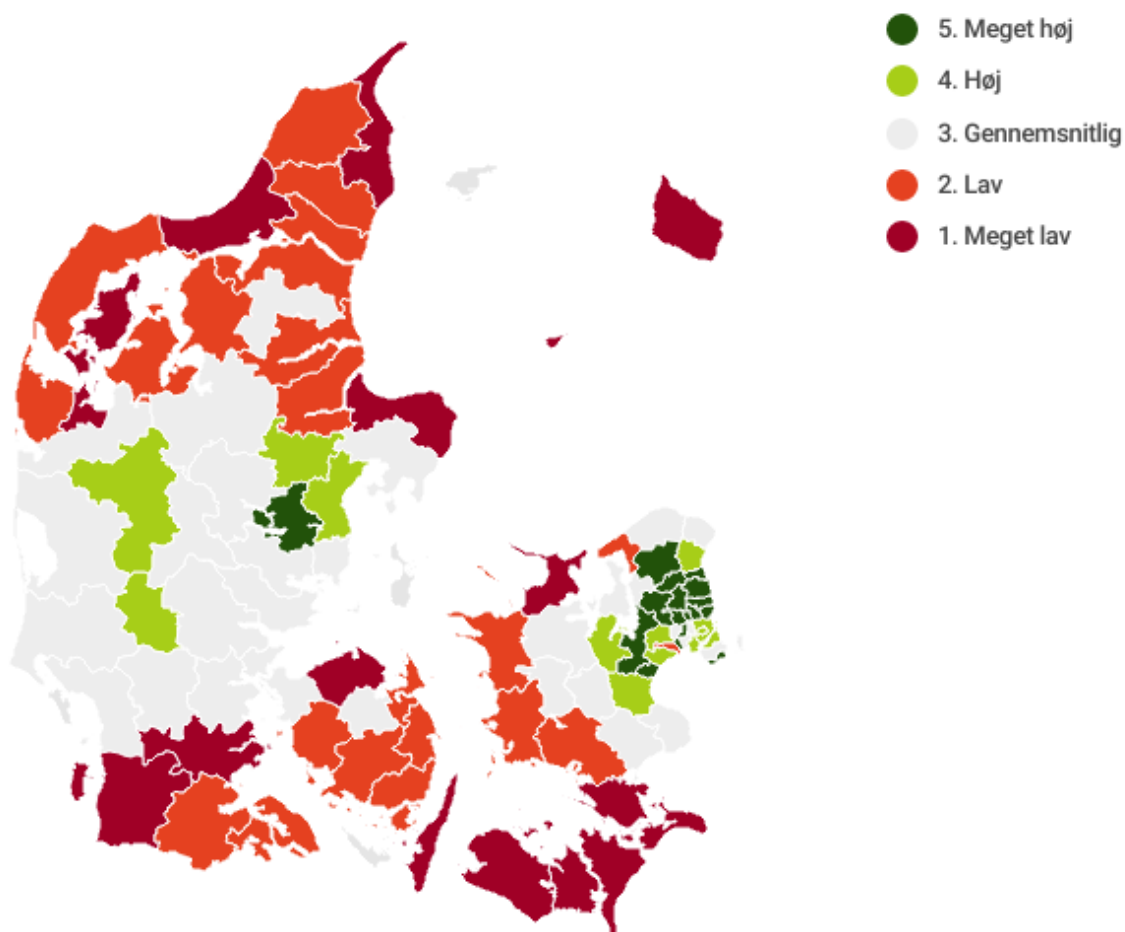 5. Meget høj
4. Høj
3. Gennemsnitlig
2. Lav
1. Meget lav